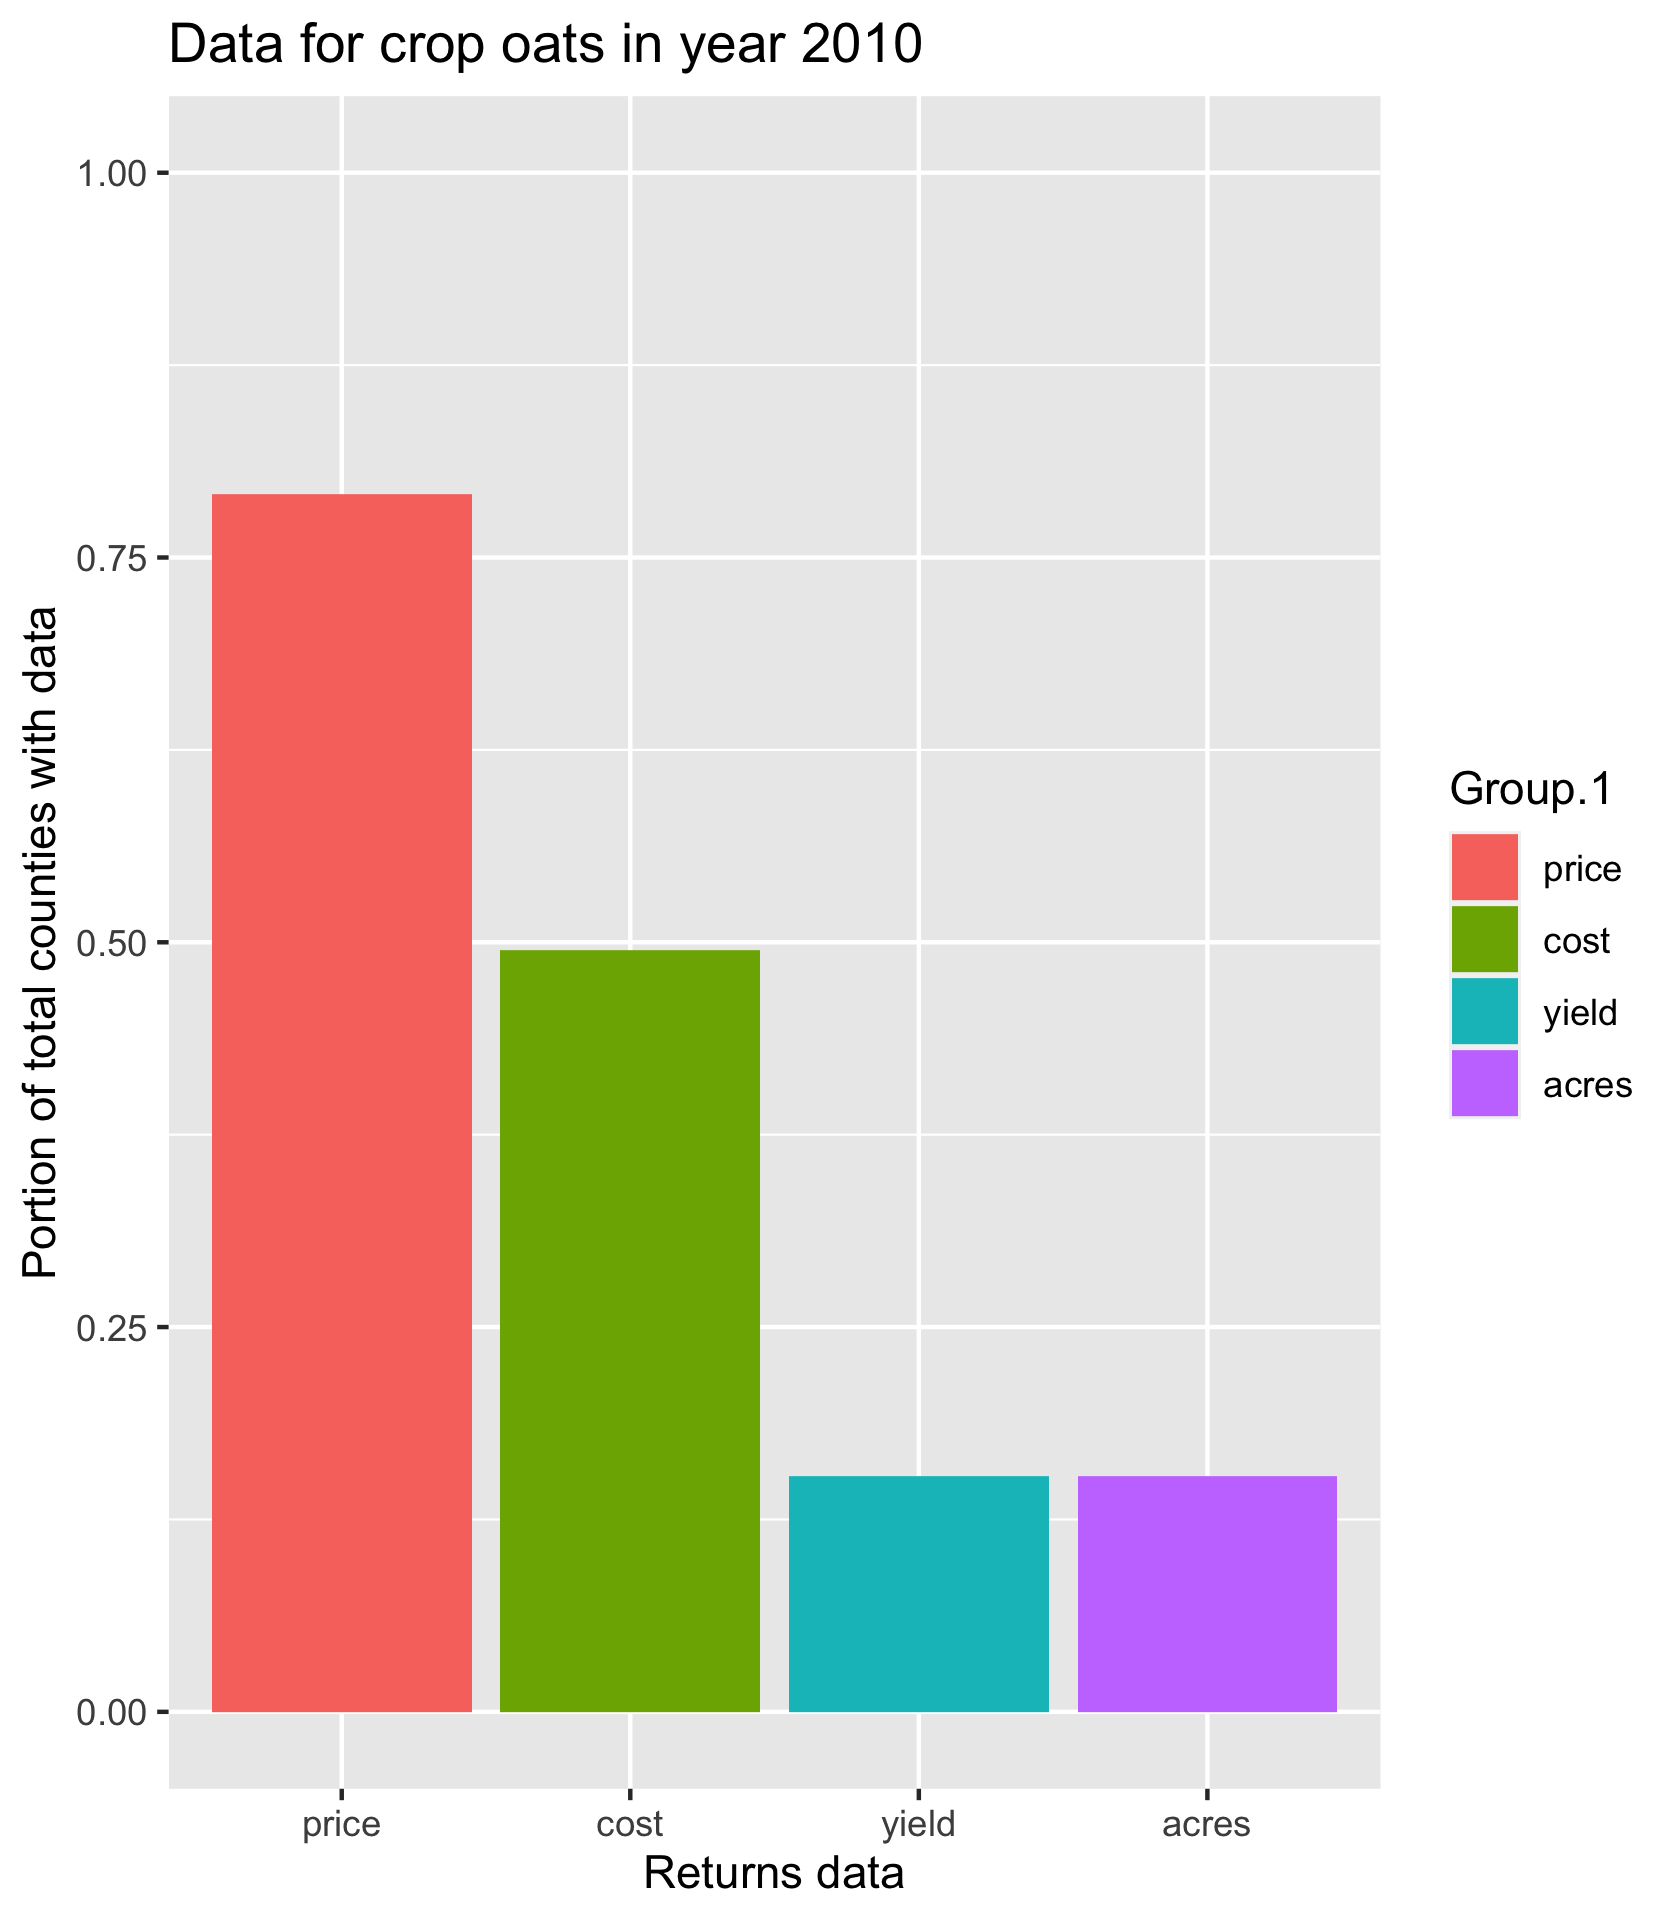 Data for crop oats in year 2010
Portion of total counties with data
1.00
0.75
0.50
0.25
0.00
price
cost
yield
acres
Returns data
Group.1
price
cost
yield
acres